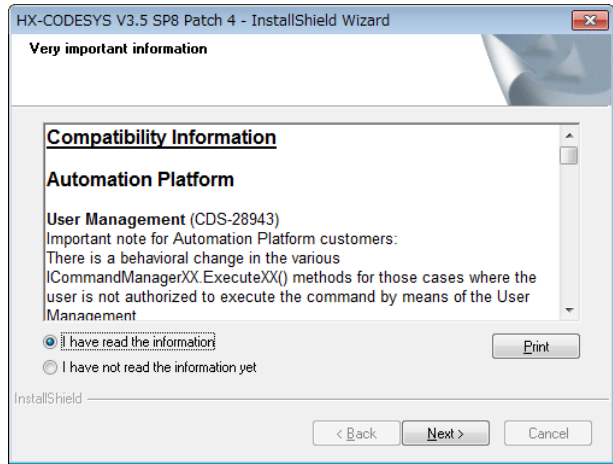 HX-CODESYS V3.5 SP8 Patch 4 - InstallShield Wizard
Very important information
Compatibility Information
Automation Platform
User Management (CDS-28943)
Important note for Automation Platform customers:
There is a behavioral change in the various
ICommandManagerXX.ExecuteXX() methods for those cases where the
user is not authorized to execute the command by means of the User
Management
I have read the information
Print
I have not read the information yet
InstallShield
< Back
Next >
Cancel